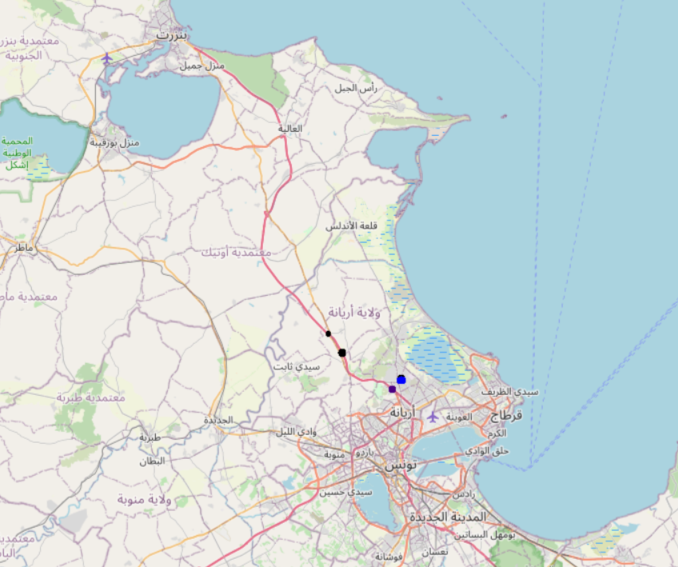 بنزرت
معتمدية بنزرت
الجنوبية
منزل جميل
رأس الجبل
العالية
المحمية
الوطنية
إشكل
منزل بورقيبة
قلعة الأندلس
ماطر
معتمدية أوتيك
ولاية أريانة
سيدي ثابت
معتمدية طبربة
سيدي الظريف
أريانة
العوينة
قرطاج
الجديدة
وادي الليل
الكرم
طبربة
البطان
منوبة
باردو
حلق الوادي
تونس
سيدي حسين
رادس
ولاية منوبة
المدينة الجديدة
بومهل البساتين
نعسان
فوشانة